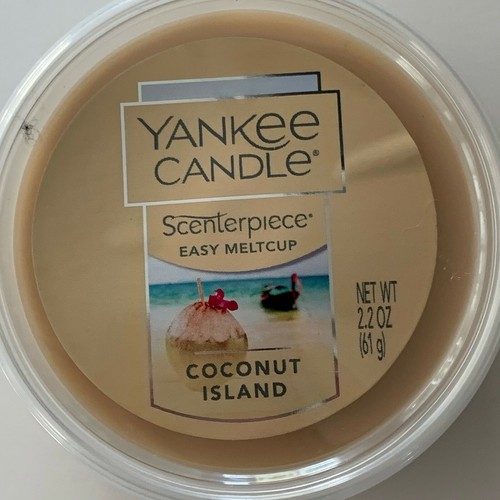 YANKEE
CANDLE®
Scenterpiece®
EASY MELTCUP
NET WT
2.2 OZ
(61 g)
COCONUT
ISLAND